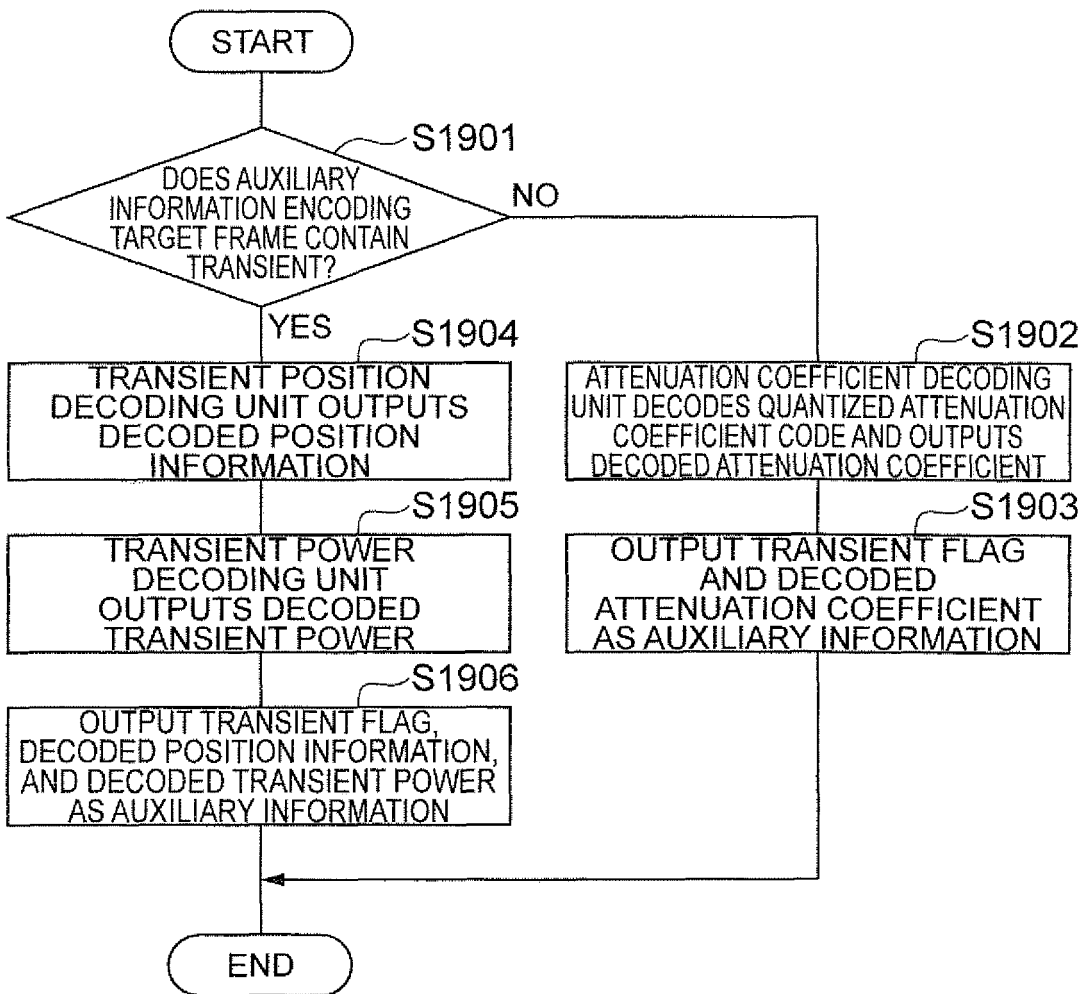 START
S1901
DOES AUXILIARY
INFORMATION ENCODING
TARGET FRAME CONTAIN
TRANSIENT?
NO
YES
S1904
TRANSIENT POSITION
DECODING UNIT OUTPUTS
DECODED POSITION
INFORMATION
S1902
ATTENUATION COEFFICIENT DECODING
UNIT DECODES QUANTIZED ATTENUATION
COEFFICIENT CODE AND OUTPUTS
DECODED ATTENUATION COEFFICIENT
S1905
TRANSIENT POWER
DECODING UNIT
OUTPUTS DECODED
TRANSIENT POWER
S1903
OUTPUT TRANSIENT FLAG
AND DECODED
ATTENUATION COEFFICIENT
AS AUXILIARY INFORMATION
S1906
OUTPUT TRANSIENT FLAG,
DECODED POSITION INFORMATION,
AND DECODED TRANSIENT POWER
AS AUXILIARY INFORMATION
END